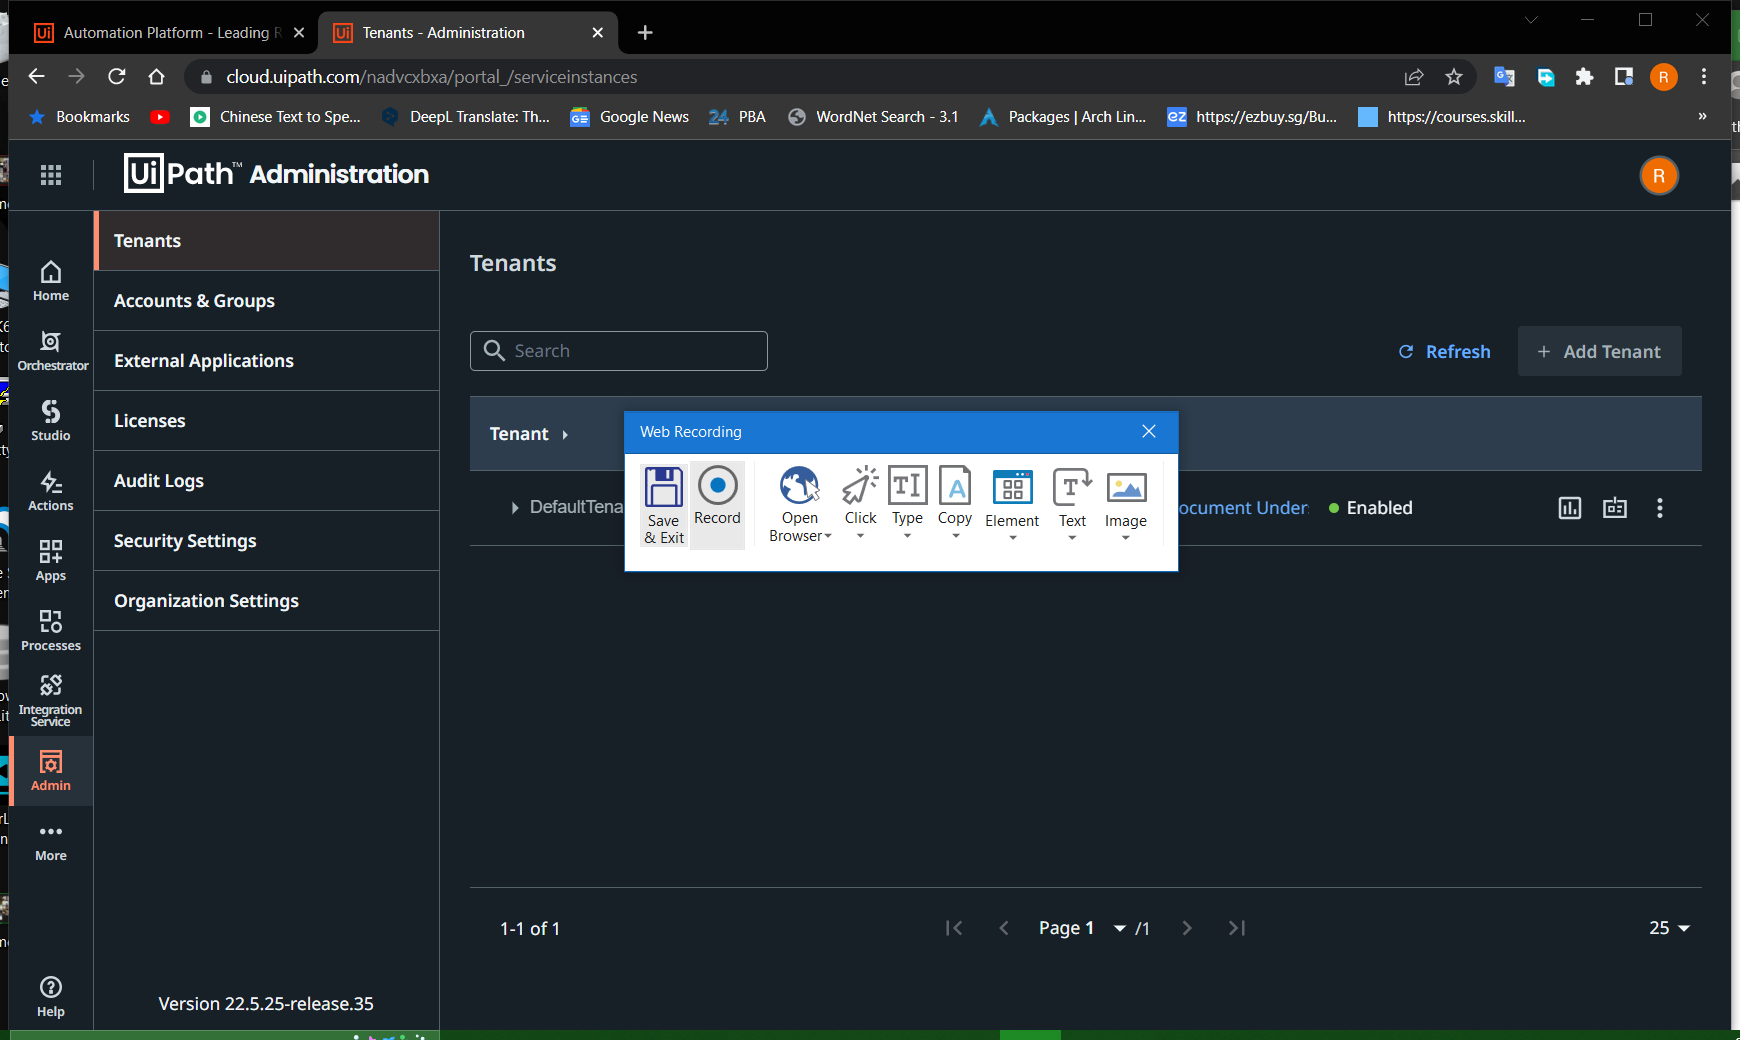 Automation Platform - Leading R
Tenants - Administration
cloud.uipath.com/nadvcxbxa/portal_/serviceinstances
R
Bookmarks
Chinese Text to Spe...
DeepL Translate: Th...
Google News
24 PBA
WordNet Search - 3.1
Packages | Arch Lin...
https://ezbuy.sg/Bu...
https://courses.skill...
»
UiPath™ Administration
R
Home
Orchestrator
Studio
Actions
Apps
Processes
Integration
Service
Admin
More
Help
Tenants
Accounts & Groups
External Applications
Licenses
Audit Logs
Security Settings
Organization Settings
Version 22.5.25-release.35
Tenants
Search
Refresh
+ Add Tenant
Tenant
DefaultTena
ocument Under
Enabled
Web Recording
Save
& Exit
Record
Open
Browser
Click
Type
Copy
Element
Text
Image
1-1 of 1
Page 1
/1
25